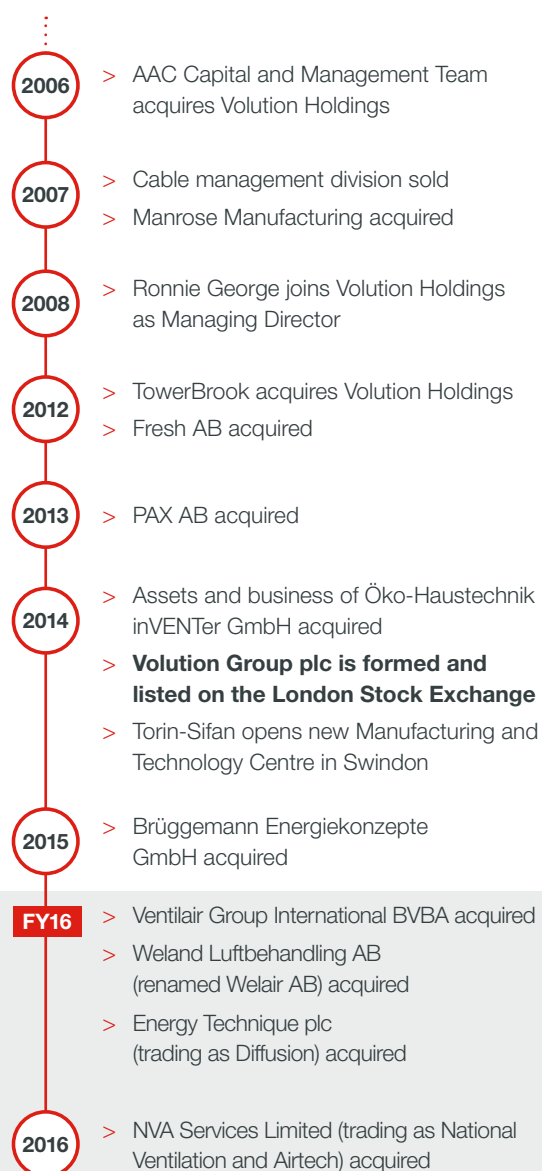 2006
> AAC Capital and Management Team
acquires Volution Holdings
2007
> Cable management division sold
> Manrose Manufacturing acquired
2008
> Ronnie George joins Volution Holdings
as Managing Director
2012
> TowerBrook acquires Volution Holdings
> Fresh AB acquired
2013
> PAX AB acquired
2014
> Assets and business of Öko-Haustechnik
inVENTer GmbH acquired
> Volution Group plc is formed and
listed on the London Stock Exchange
> Torin-Sifan opens new Manufacturing and
Technology Centre in Swindon
2015
> Brüggemann Energiekonzepte
GmbH acquired
FY16
> Ventilair Group International BVBA acquired
> Weland Luftbehandling AB
(renamed Welair AB) acquired
> Energy Technique plc
(trading as Diffusion) acquired
2016
> NVA Services Limited (trading as National
Ventilation and Airtech) acquired